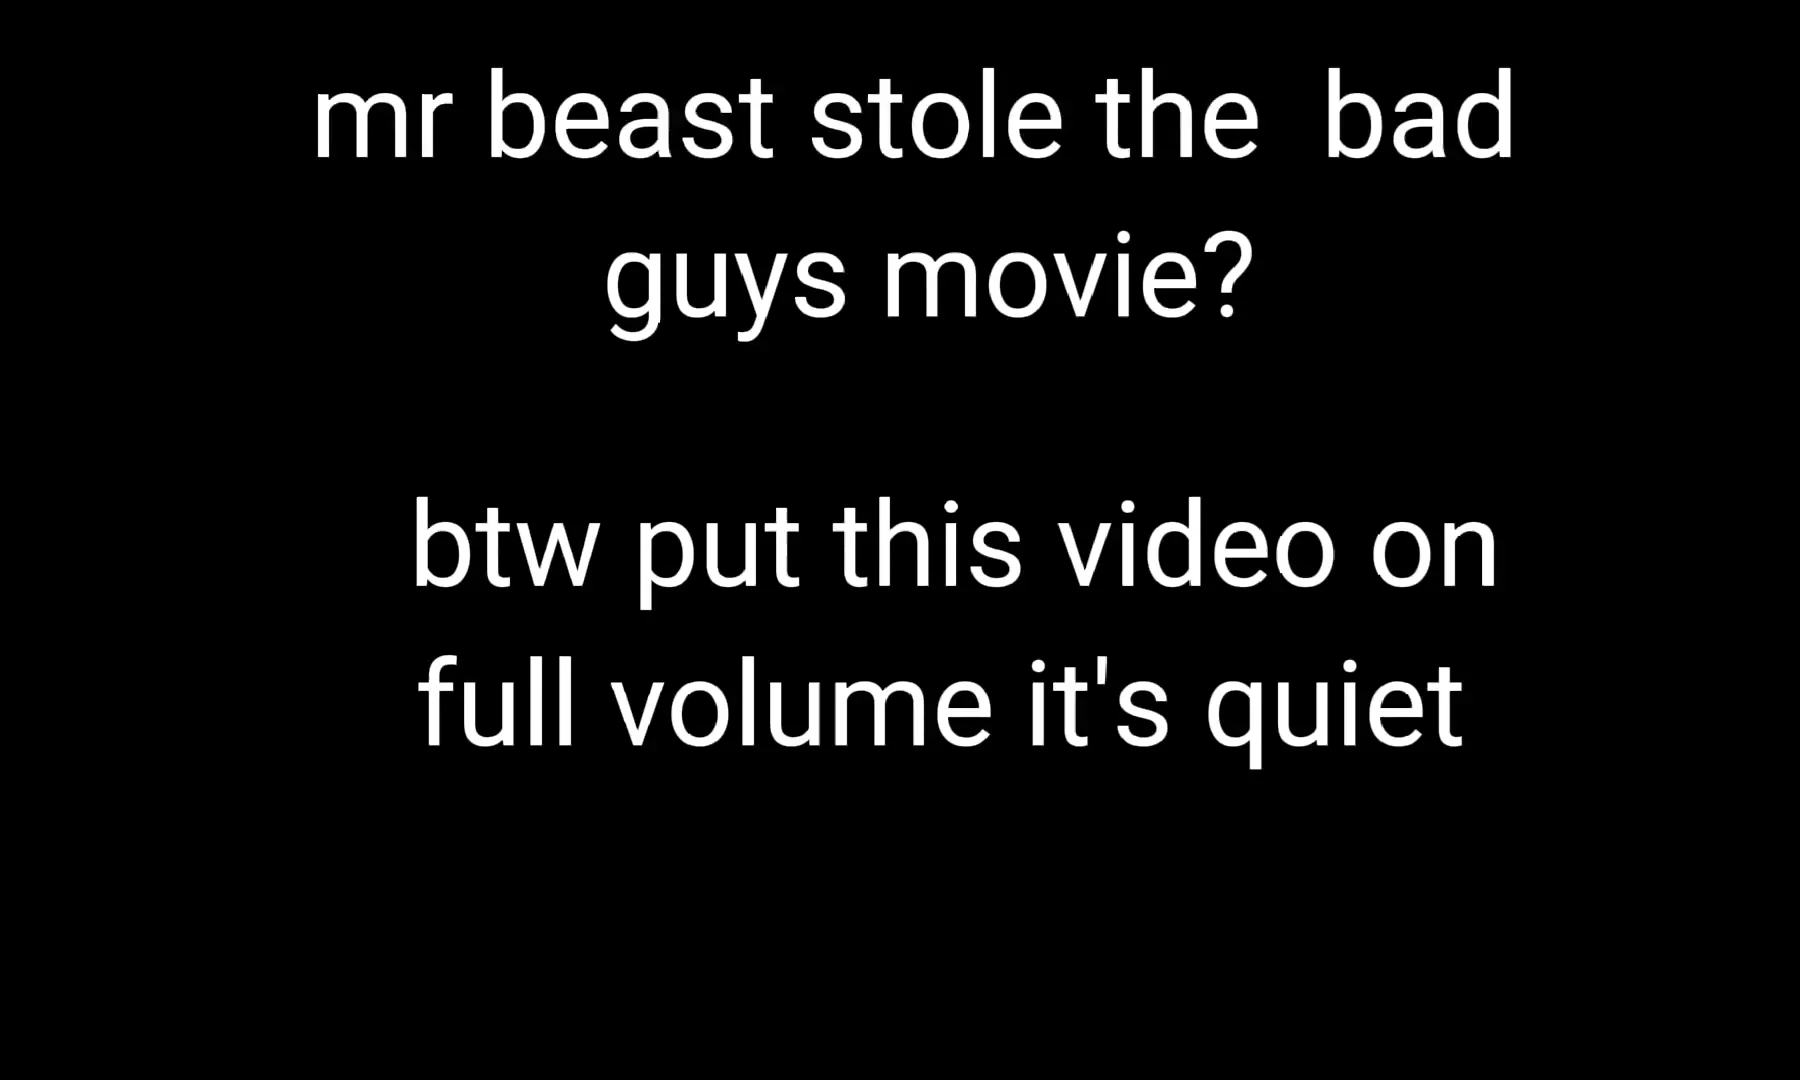 mr beast stole the  bad
guys movie?
btw put this video on
full volume it's quiet